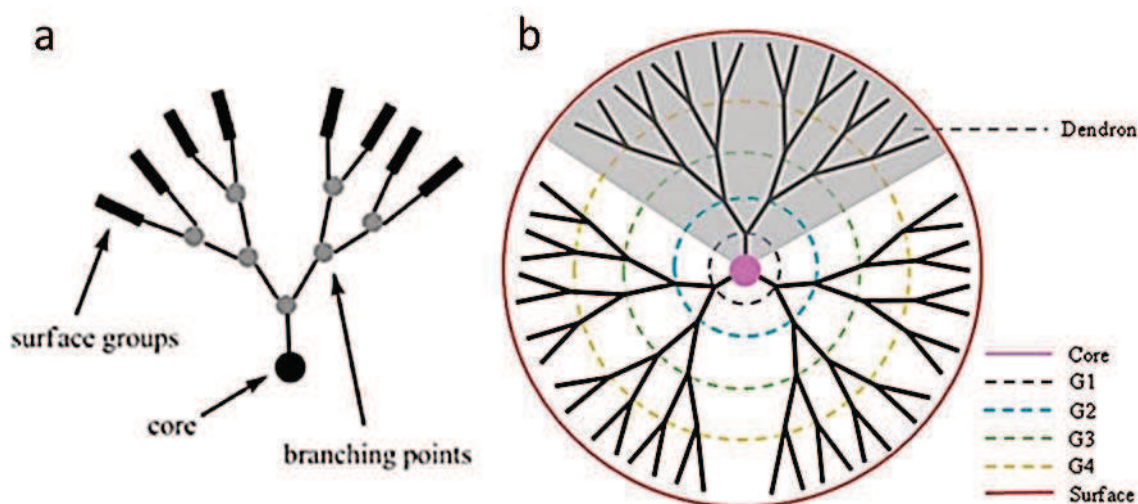 a
surface groups
core
branching points
b
Dendron
Core
G1
G2
G3
G4
Surface